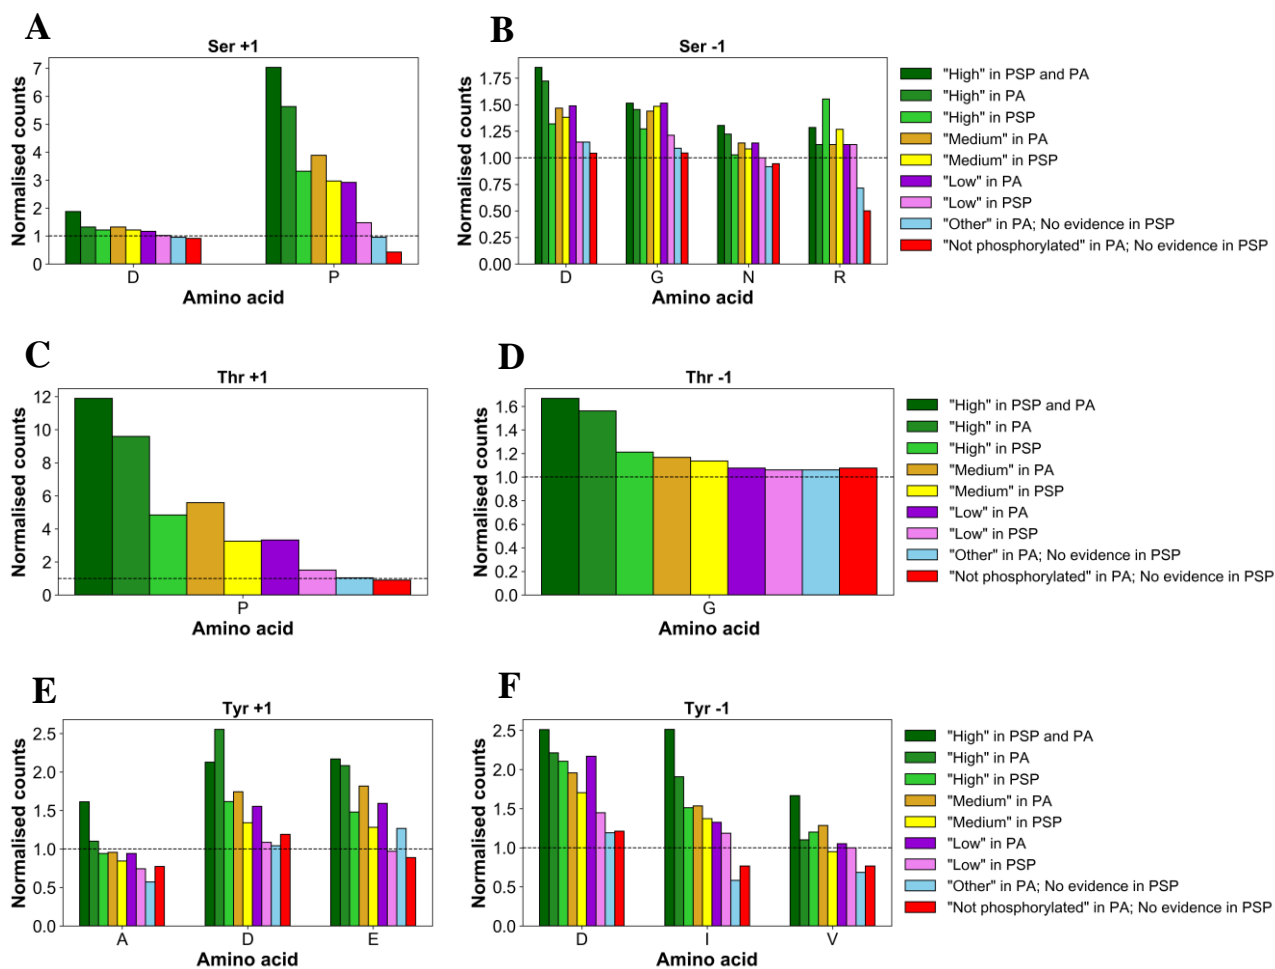 A
Ser +1
Normalised counts
7
6
5
4
3
2
1
0
D P
Amino acid
B
Ser -1
Normalised counts
1.75
1.50
1.25
1.00
0.75
0.50
0.25
0.00
D G N R
Amino acid
"High" in PSP and PA
"High" in PA
"High" in PSP
"Medium" in PA
"Medium" in PSP
"Low" in PA
"Low" in PSP
"Other" in PA; No evidence in PSP
"Not phosphorylated" in PA; No evidence in PSP
C
Thr +1
Normalised counts
12
10
8
6
4
2
0
P
Amino acid
D
Thr -1
Normalised counts
1.6
1.4
1.2
1.0
0.8
0.6
0.4
0.2
0.0
G
Amino acid
"High" in PSP and PA
"High" in PA
"High" in PSP
"Medium" in PA
"Medium" in PSP
"Low" in PA
"Low" in PSP
"Other" in PA; No evidence in PSP
"Not phosphorylated" in PA; No evidence in PSP
E
Tyr +1
Normalised counts
2.5
2.0
1.5
1.0
0.5
0.0
A D E
Amino acid
F
Tyr -1
Normalised counts
2.5
2.0
1.5
1.0
0.5
0.0
D I V
Amino acid
"High" in PSP and PA
"High" in PA
"High" in PSP
"Medium" in PA
"Medium" in PSP
"Low" in PA
"Low" in PSP
"Other" in PA; No evidence in PSP
"Not phosphorylated" in PA; No evidence in PSP